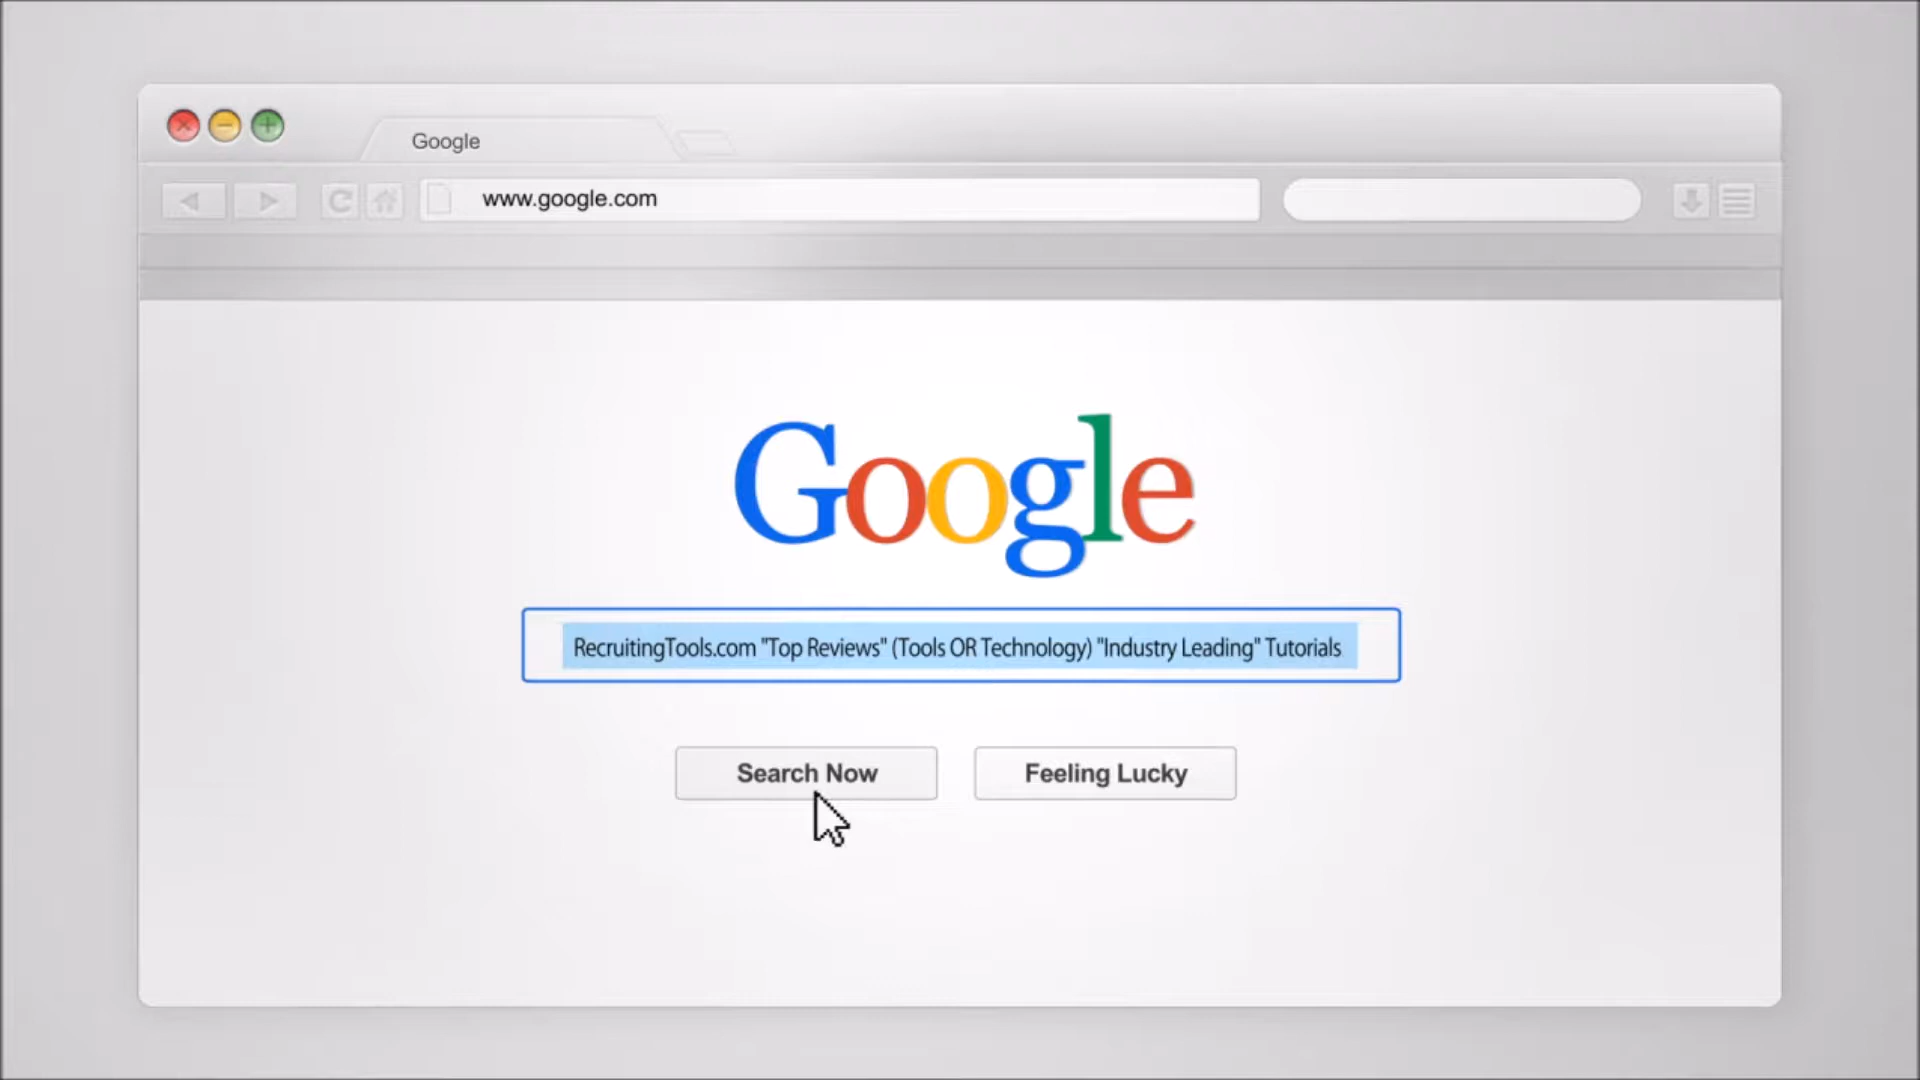 Google
www.google.com
Google
RecruitingTools.com "Top Reviews" (Tools OR Technology) "Industry Leading" Tutorials
Search Now
Feeling Lucky